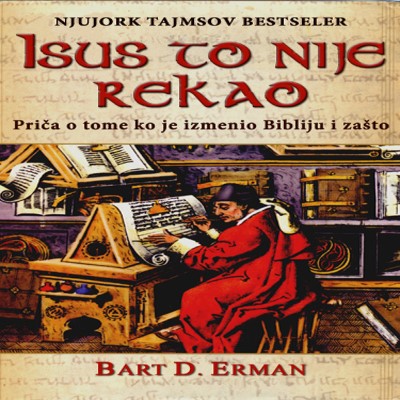 NJUJORK TAJMSOV BESTSELER
ISUS TO NIJE
REKAO
Priča o tome ko je izmenio Bibliju i zašto
BART D. ERMAN